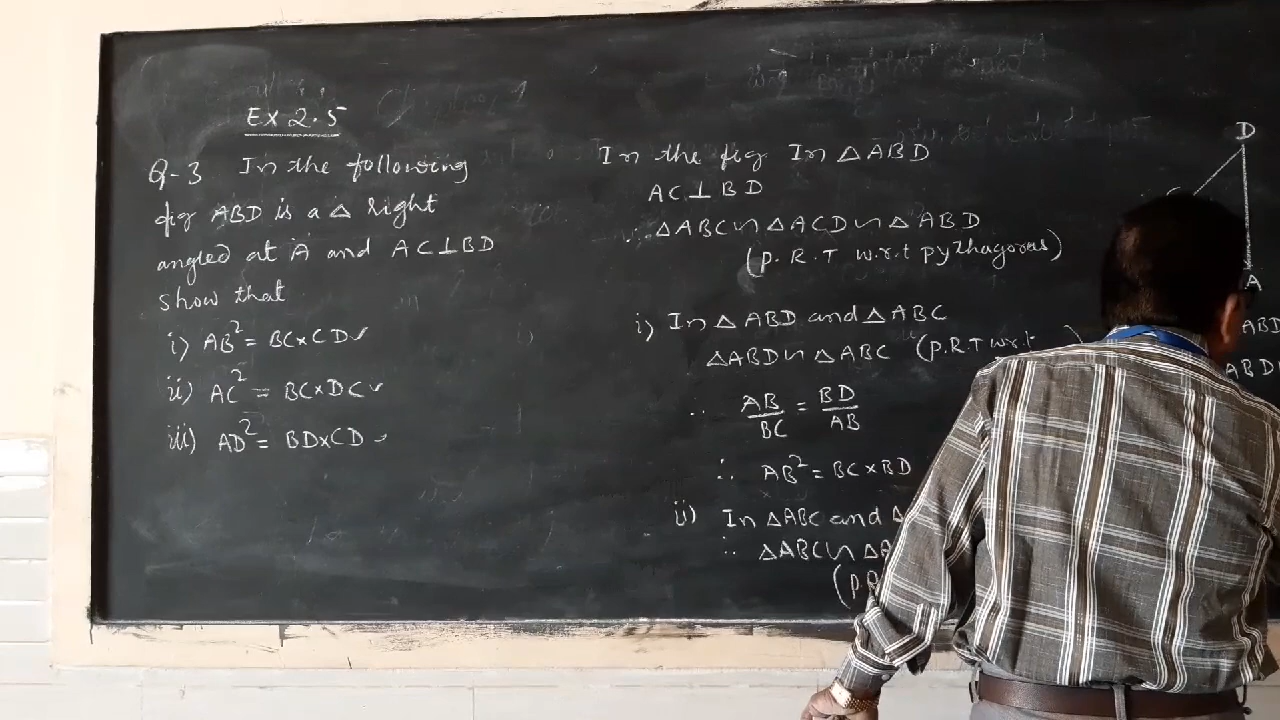 Ex 2.5
Q-3 In the following
fig ABD is a △ right
angled at A and AC⊥BD
show that
i) AB² = BC×CD✓
ii) AC² = BC×DC✓
iii) AD² = BD×CD✓
In the fig In △ABD
AC⊥BD
∴ △ABC ∽ △ACD ∽ △ABD
(P.R.T w.r.t pythagoras)
i) In △ABD and △ABC
△ABD ∽ △ABC (P.R.T w.r.t
∴ AB/BC = BD/AB
∴ AB² = BC×BD
ii) In △ABC and △
∴ △ABC ∽ △A
(P
D
A
ABD
ABD